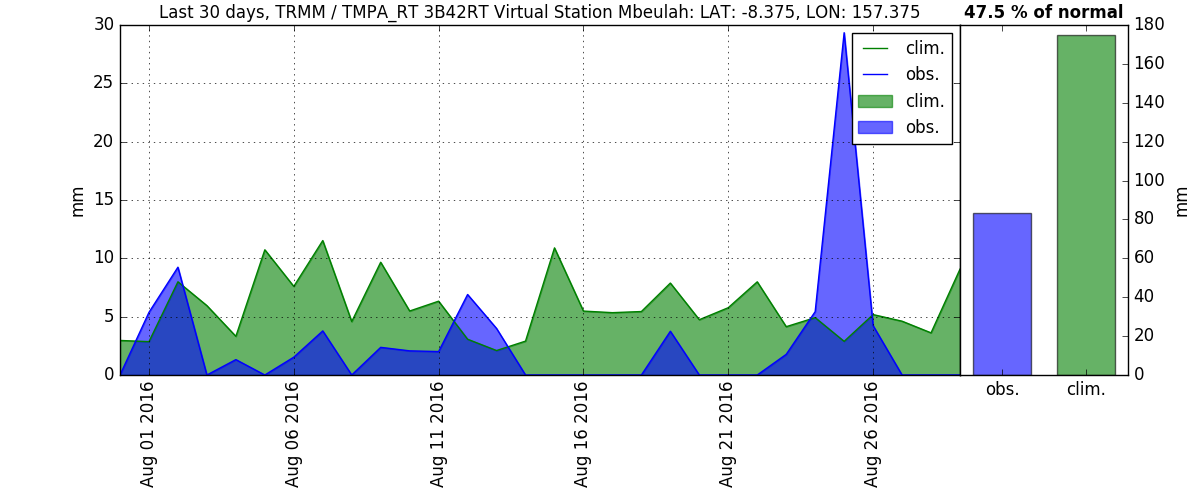 Last 30 days, TRMM / TMPA_RT 3B42RT Virtual Station Mbeulah: LAT: -8.375, LON: 157.375
47.5 % of normal
30
25
20
15
10
5
0
mm
clim.
obs.
clim.
obs.
Aug 01 2016
Aug 06 2016
Aug 11 2016
Aug 16 2016
Aug 21 2016
Aug 26 2016
180
160
140
120
100
80
60
40
20
0
mm
obs.
clim.